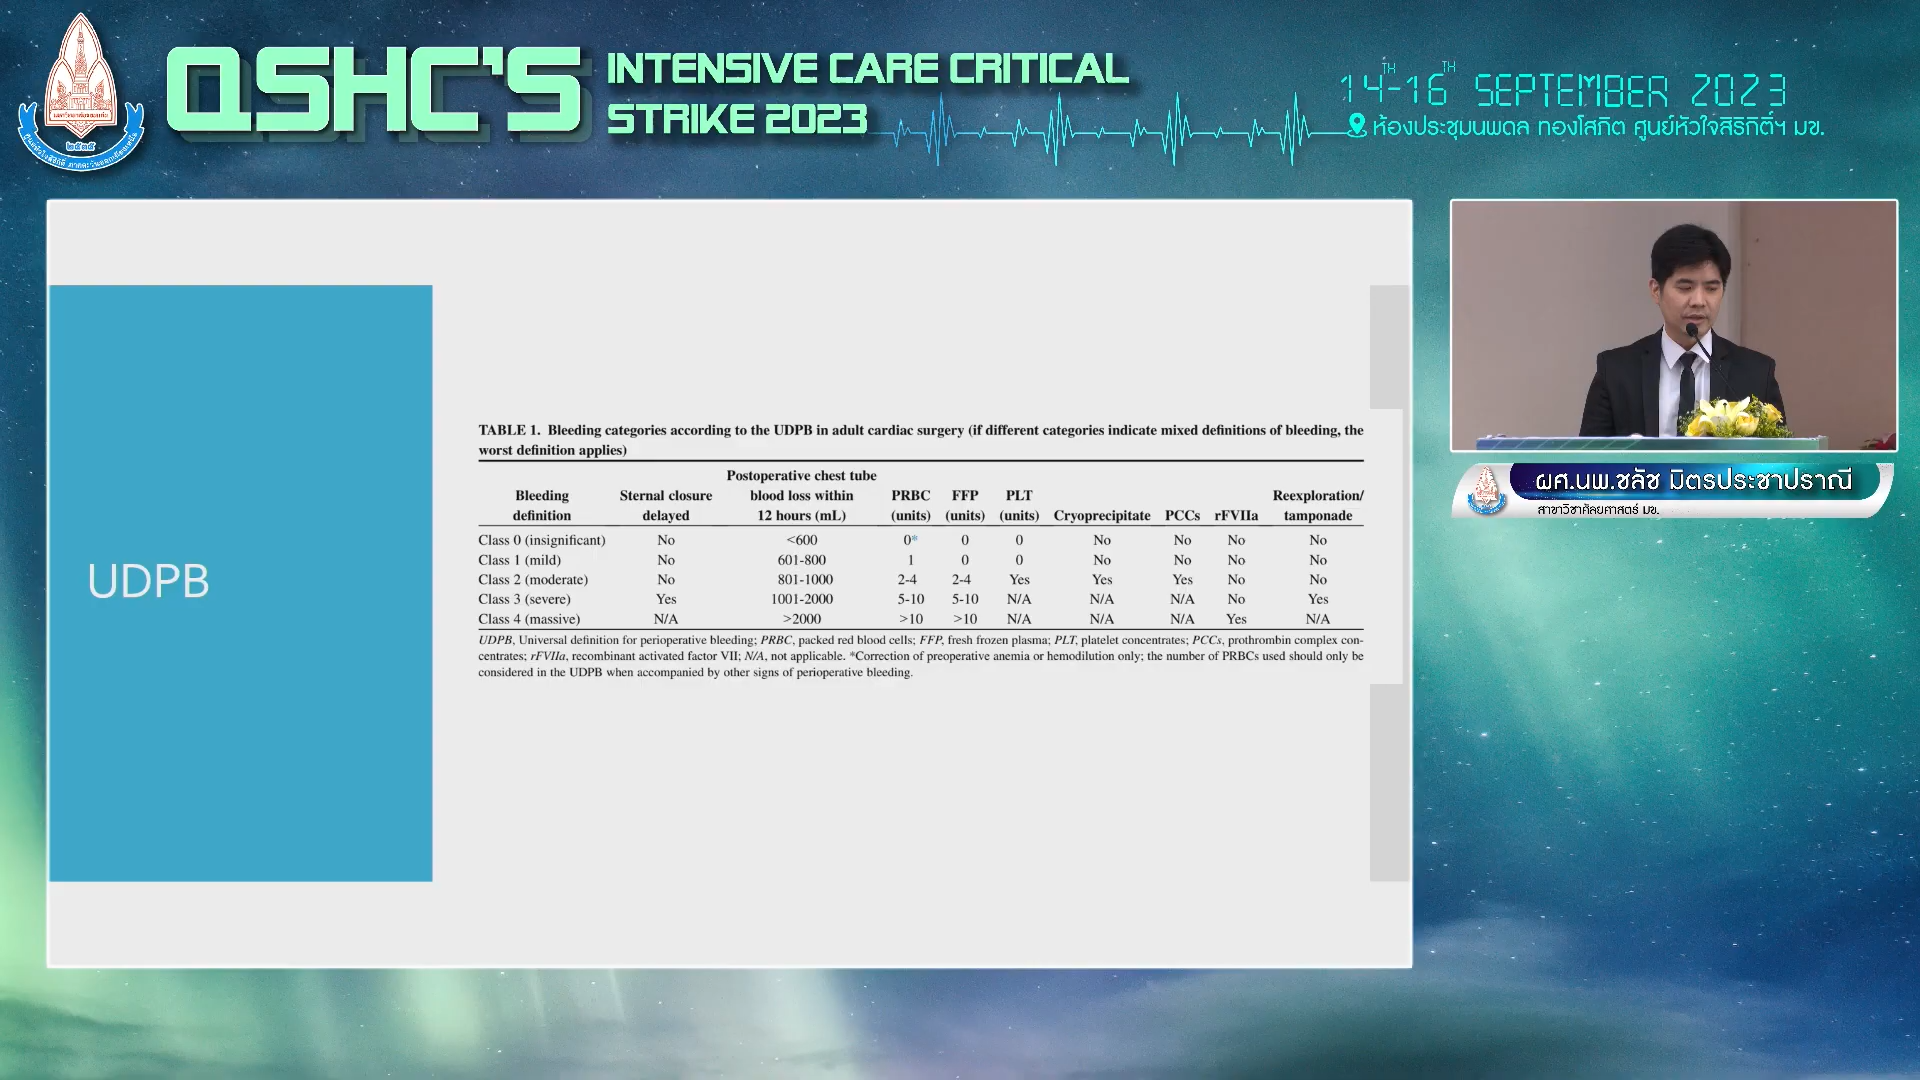 QSHC'S
INTENSIVE CARE CRITICAL
STRIKE 2023
14TH-16TH SEPTEMBER 2023
ห้องประชุมนพดล ทองโสภิต ศูนย์หัวใจสิริกิติ์ฯ มข.
UDPB
TABLE 1. Bleeding categories according to the UDPB in adult cardiac surgery (if different categories indicate mixed definitions of bleeding, the
worst definition applies)
Postoperative chest tube
Bleeding Sternal closure blood loss within PRBC FFP PLT Reexploration/
definition delayed 12 hours (mL) (units) (units) (units) Cryoprecipitate PCCs rFVIIa tamponade
Class 0 (insignificant) No <600 0* 0 0 No No No No
Class 1 (mild) No 601-800 1 0 0 No No No No
Class 2 (moderate) No 801-1000 2-4 2-4 Yes Yes Yes No No
Class 3 (severe) Yes 1001-2000 5-10 5-10 N/A N/A N/A No Yes
Class 4 (massive) N/A >2000 >10 >10 N/A N/A N/A Yes N/A
UDPB, Universal definition for perioperative bleeding; PRBC, packed red blood cells; FFP, fresh frozen plasma; PLT, platelet concentrates; PCCs, prothrombin complex con-
centrates; rFVIIa, recombinant activated factor VII; N/A, not applicable. *Correction of preoperative anemia or hemodilution only; the number of PRBCs used should only be
considered in the UDPB when accompanied by other signs of perioperative bleeding.
ผศ.นพ.ชลัช มิตรประชาปราณี
สาขาวิชาศัลยศาสตร์ มข.